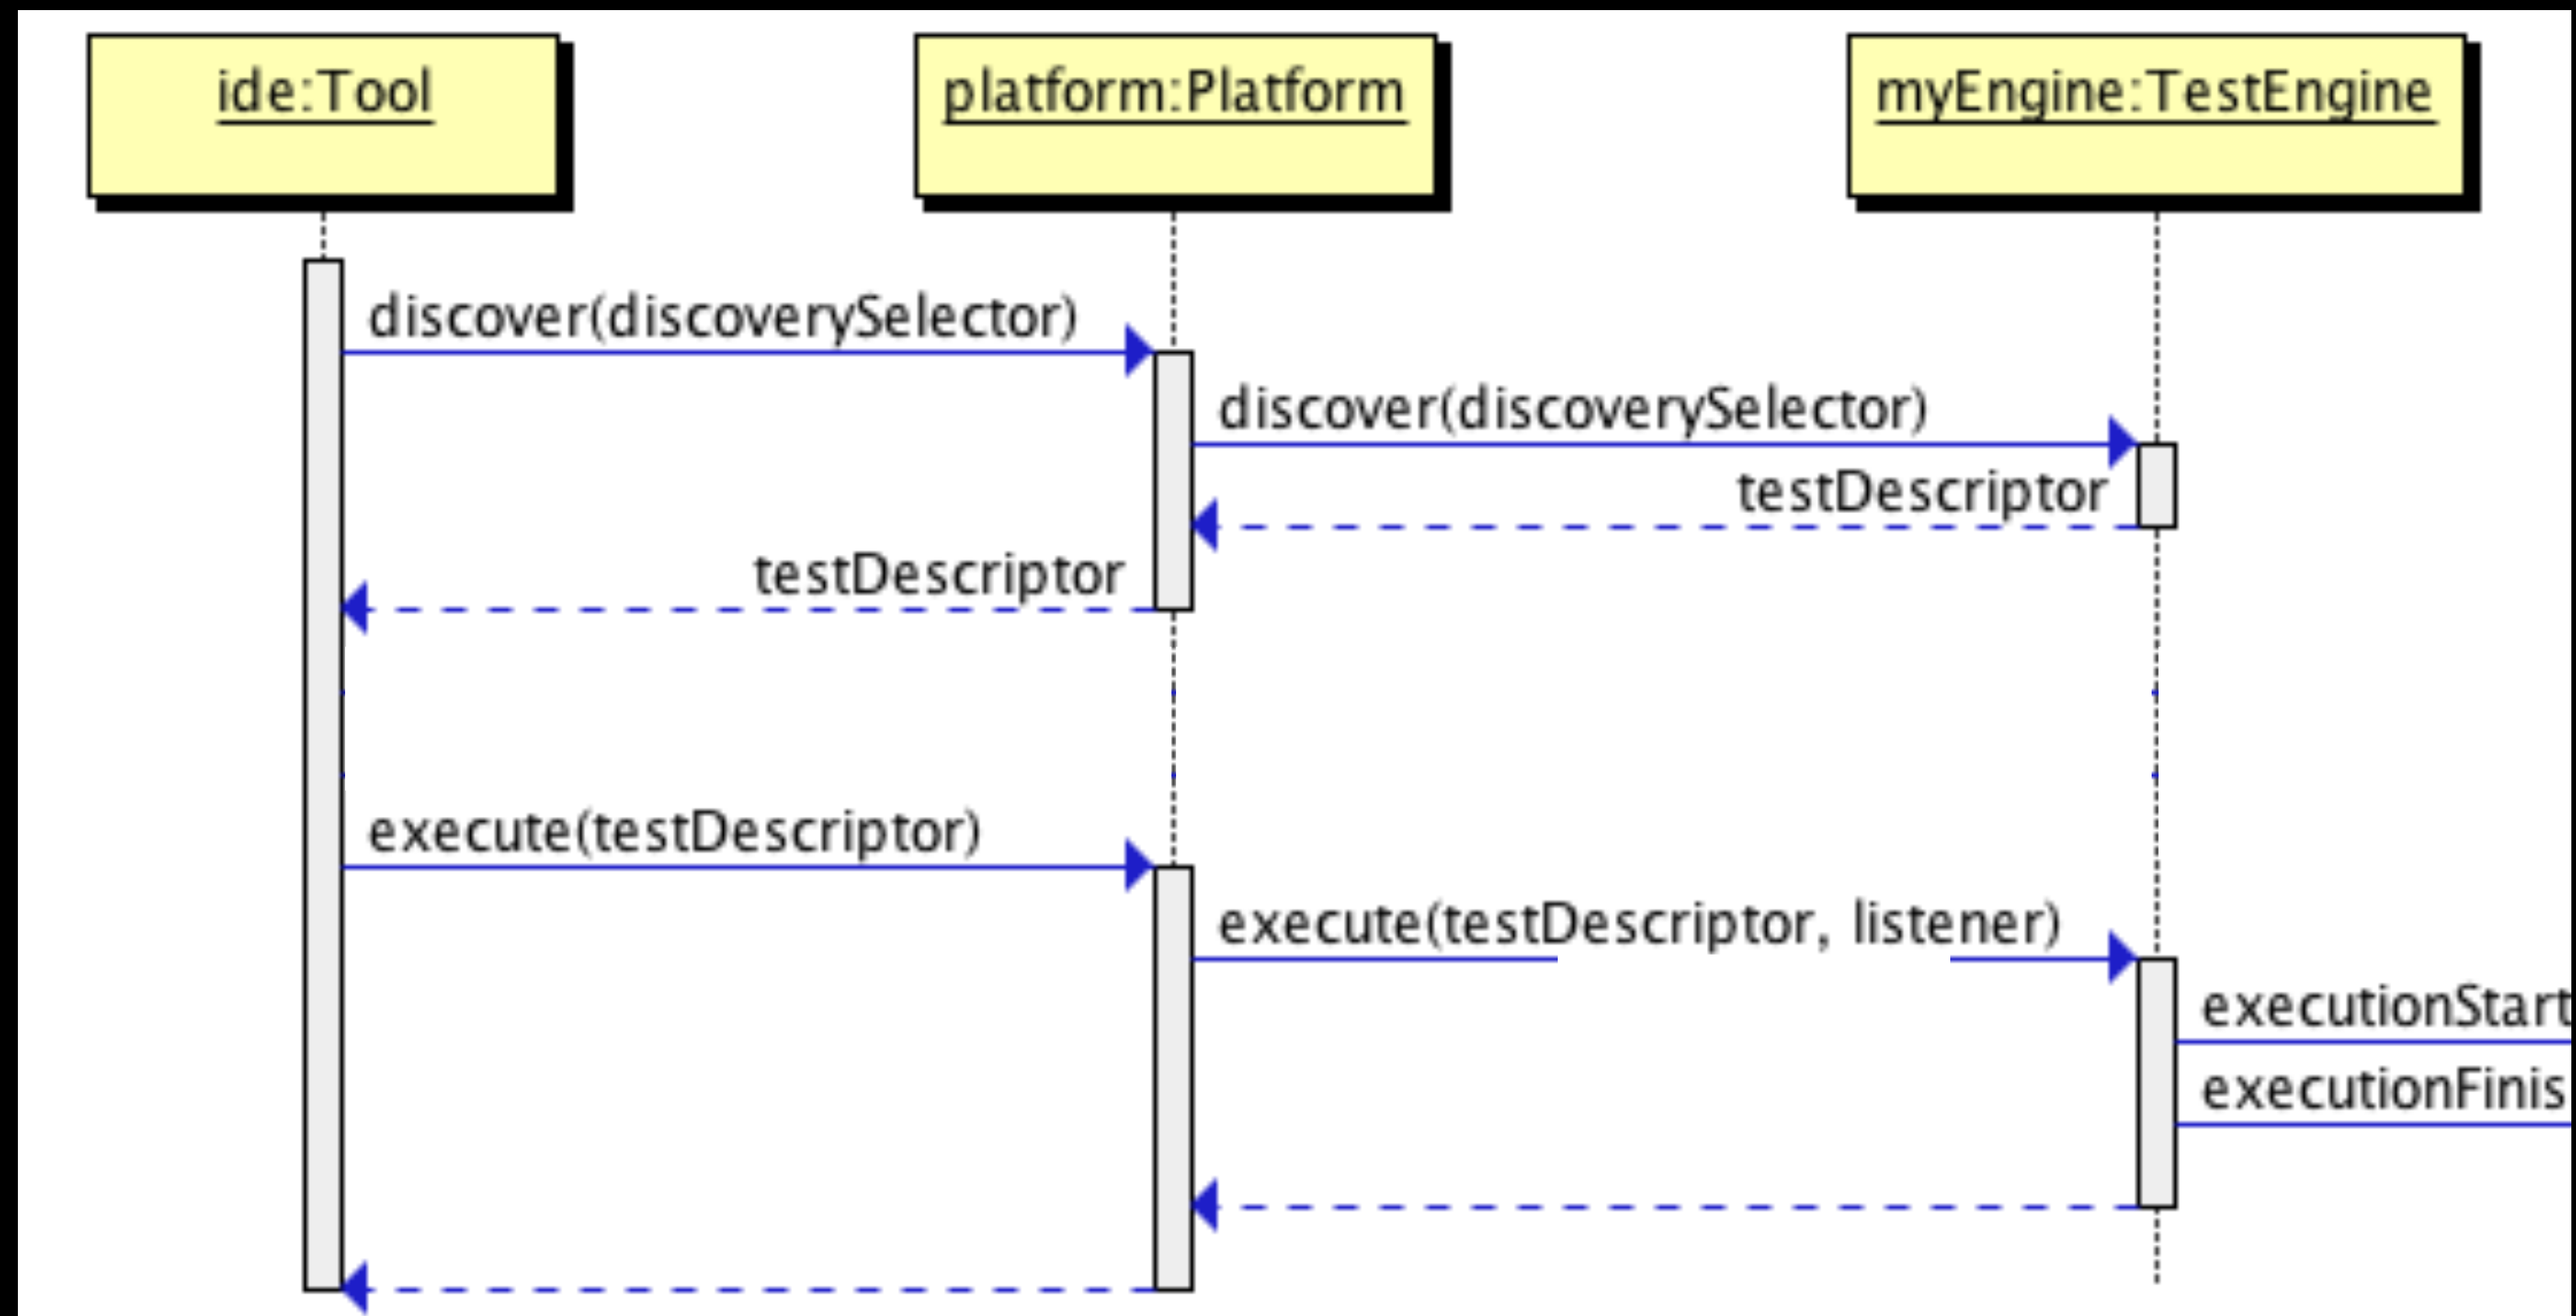 ide:Tool
platform:Platform
myEngine:TestEngine
discover(discoverySelector)
discover(discoverySelector)
testDescriptor
testDescriptor
execute(testDescriptor)
execute(testDescriptor, listener)
executionStart
executionFinis